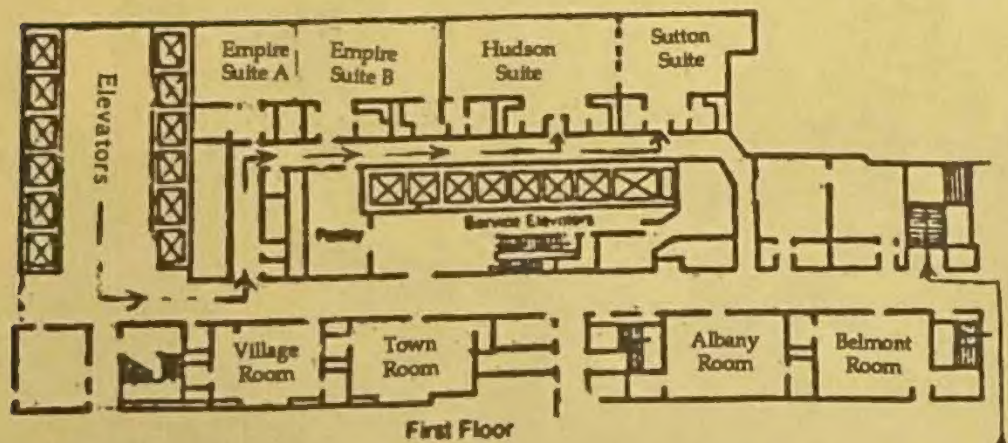 Elevators
Empire
Suite A
Empire
Suite B
Hudson
Suite
Sutton
Suite
Pantry
Service Elevators
Village
Room
Town
Room
Albany
Room
Belmont
Room
First Floor